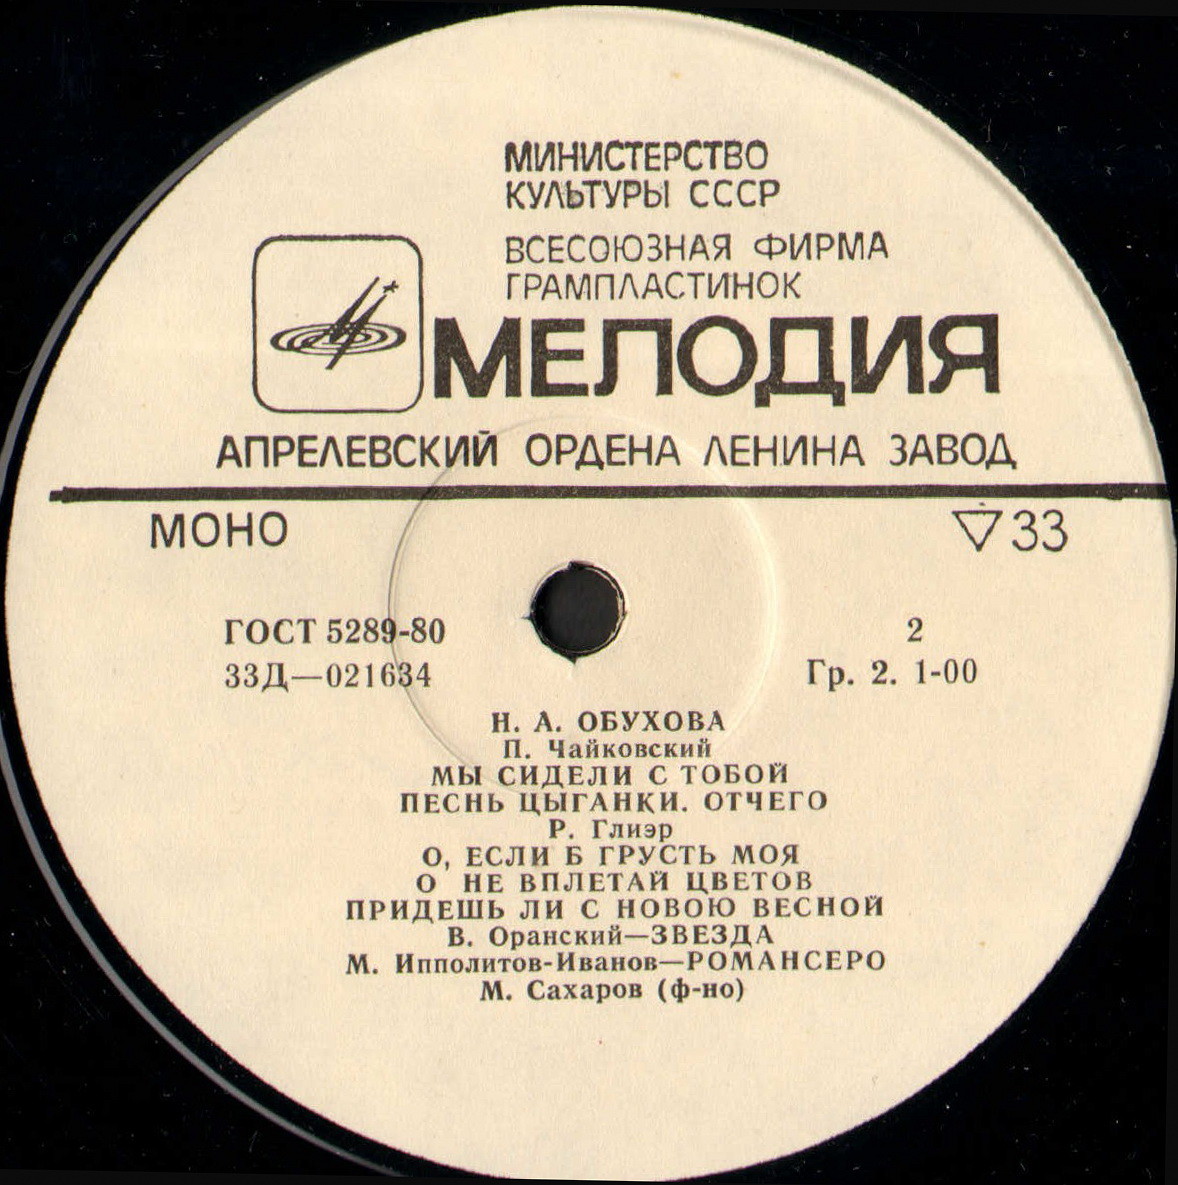 МИНИСТЕРСТВО
КУЛЬТУРЫ СССР
ВСЕСОЮЗНАЯ ФИРМА
ГРАМПЛАСТИНОК
МЕЛОДИЯ
АПРЕЛЕВСКИЙ ОРДЕНА ЛЕНИНА ЗАВОД
МОНО
33
ГОСТ 5289-80
2
33Д—021634
Гр. 2. 1-00
Н. А. ОБУХОВА
П. Чайковский
МЫ СИДЕЛИ С ТОБОЙ
ПЕСНЬ ЦЫГАНКИ. ОТЧЕГО
Р. Глиэр
О, ЕСЛИ Б ГРУСТЬ МОЯ
О НЕ ВПЛЕТАЙ ЦВЕТОВ
ПРИДЕШЬ ЛИ С НОВОЮ ВЕСНОЙ
В. Оранский—ЗВЕЗДА
М. Ипполитов-Иванов—РОМАНСЕРО
М. Сахаров (ф-но)